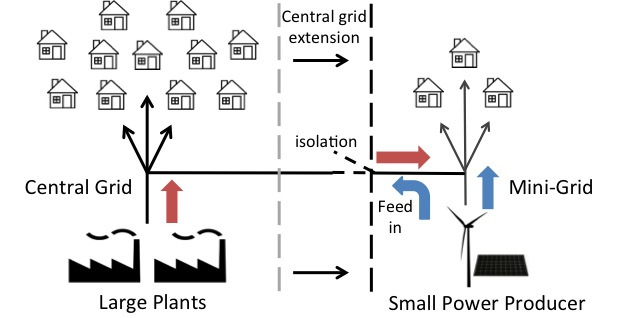 Central grid
extension
isolation
Central Grid
Mini-Grid
Feed
in
Large Plants
Small Power Producer